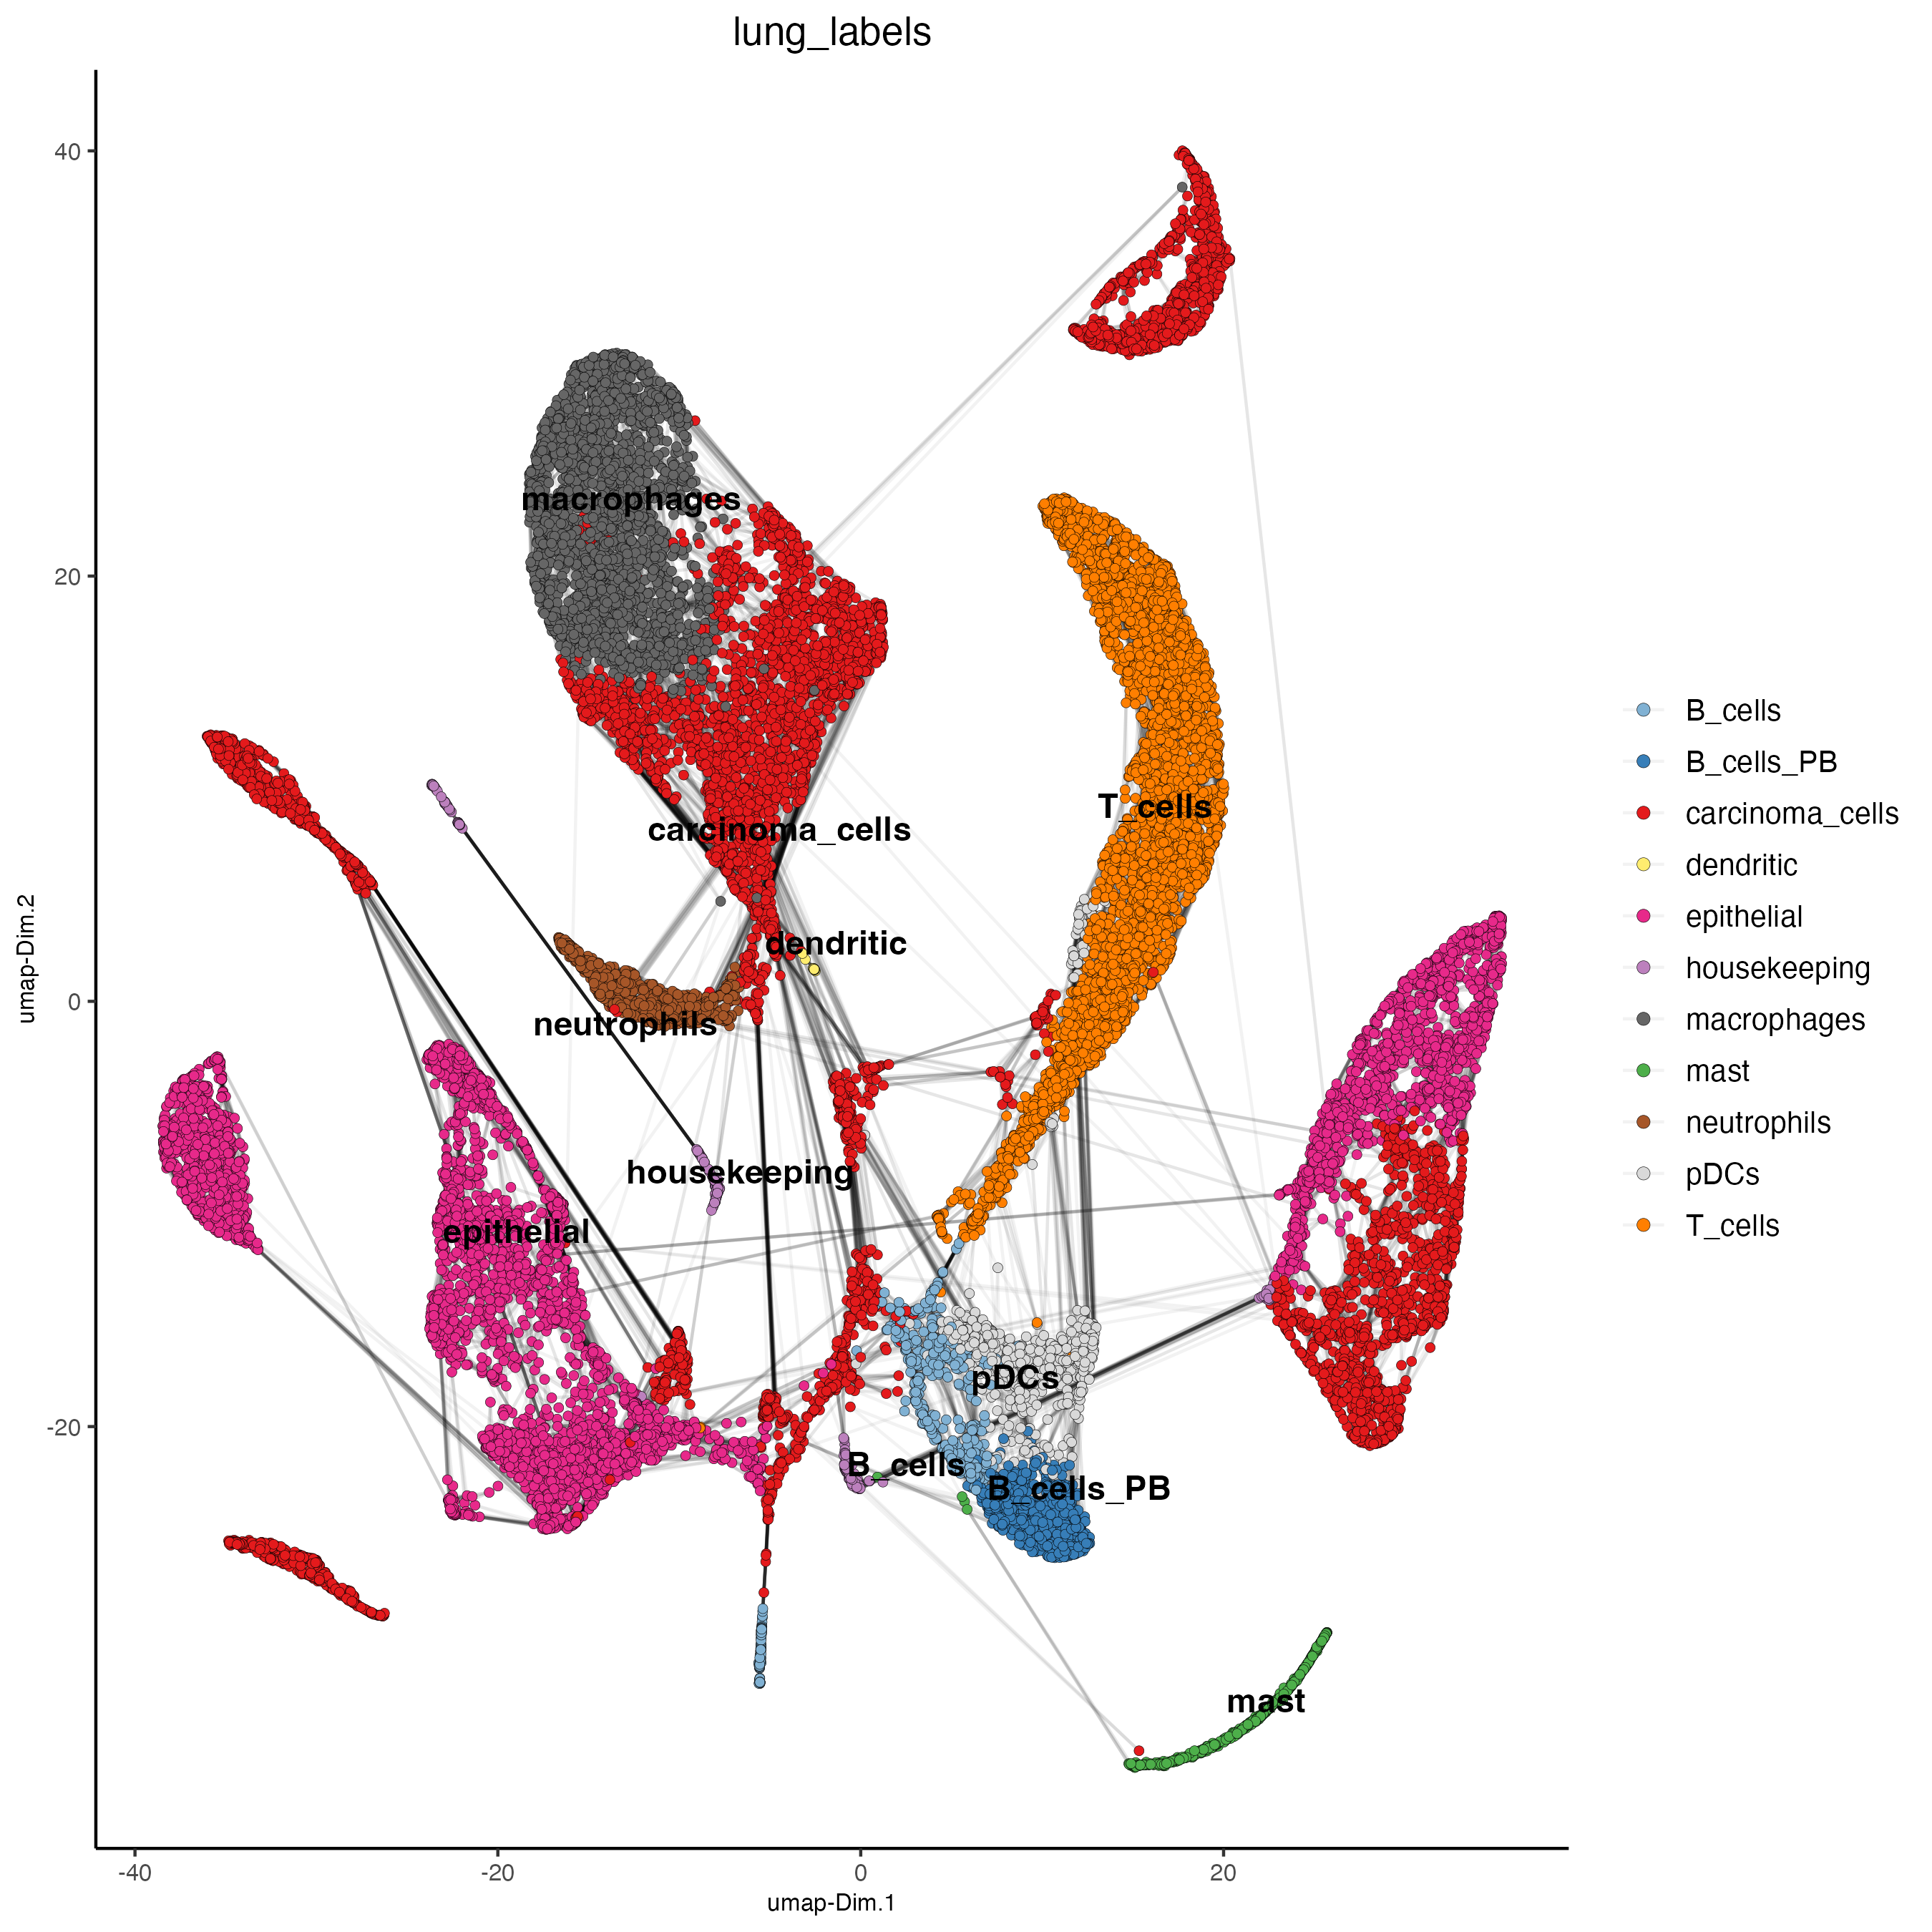 lung_labels
40
20
0
-20
umap-Dim.2
macrophages
T_cells
carcinoma_cells
dendritic
neutrophils
housekeeping
epithelial
pDCs
B_cells
B_cells_PB
mast
-40
-20
0
20
umap-Dim.1
B_cells
B_cells_PB
carcinoma_cells
dendritic
epithelial
housekeeping
macrophages
mast
neutrophils
pDCs
T_cells